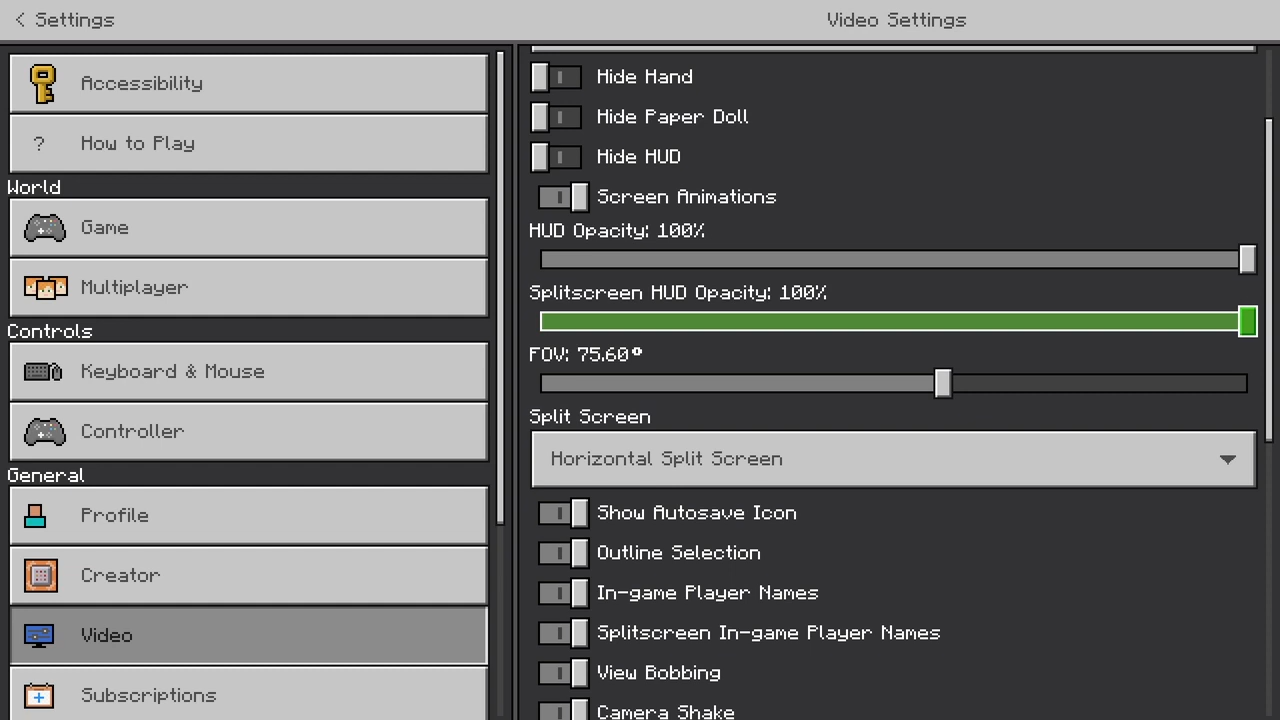 Settings
Video Settings
Accessibility
? How to Play
World
Game
Multiplayer
Controls
Keyboard & Mouse
Controller
General
Profile
Creator
Video
Subscriptions
Hide Hand
Hide Paper Doll
Hide HUD
Screen Animations
HUD Opacity: 100%
Splitscreen HUD Opacity: 100%
FOV: 75.60°
Split Screen
Horizontal Split Screen
Show Autosave Icon
Outline Selection
In-game Player Names
Splitscreen In-game Player Names
View Bobbing
Camera Shake